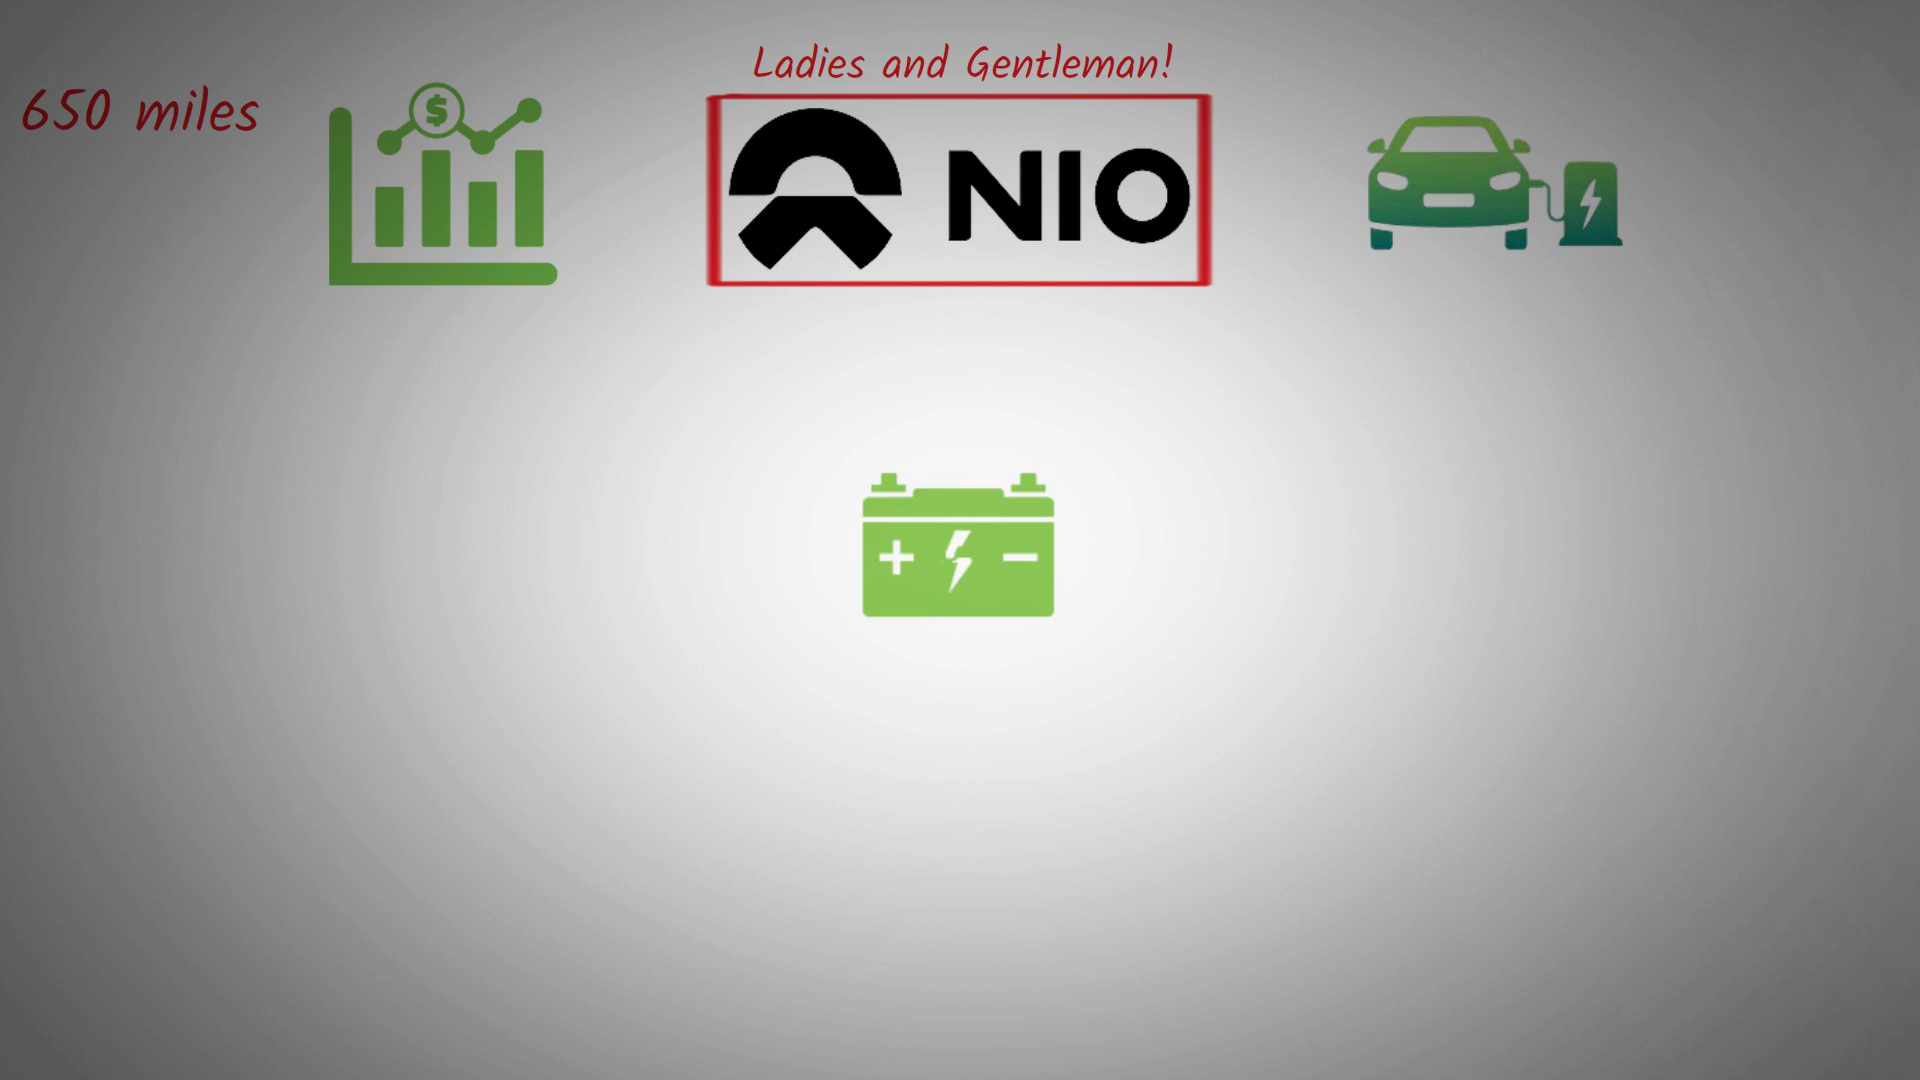 Ladies and Gentleman!
650 miles
$
NIO
+ -